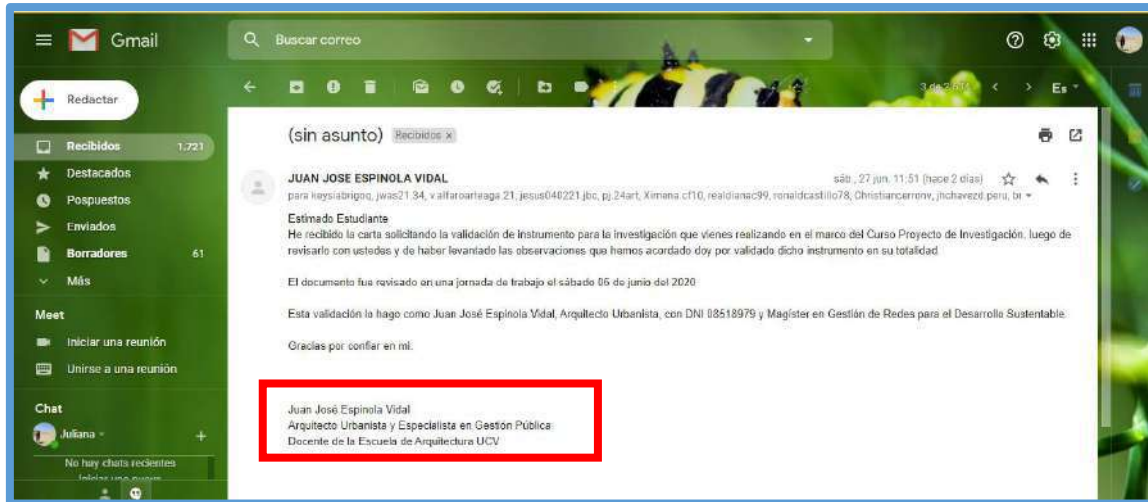 Gmail
Buscar correo
Redactar
Es
(sin asunto) Recibidos x
Recibidos 1.721
Destacados
Pospuestos
Enviados
Borradores 61
Más
Meet
Iniciar una reunión
Unirse a una reunión
Chat
Juliana
No hay chats recientes
JUAN JOSE ESPINOLA VIDAL
sáb., 27 jun. 11:51 (hace 2 días)
para
Estimado Estudiante
He recibido la carta solicitando la validación de instrumento para la investigación que vienes realizando en el marco del Curso Proyecto de Investigación, luego de
revisarlo con ustedes y de haber levantado las observaciones que hemos acordado doy por validado dicho instrumento en su totalidad
El documento fue revisado en una jornada de trabajo el sábado 06 de junio del 2020
Esta validación la hago como Juan José Espinola Vidal, Arquitecto Urbanista, con DNI 08518979 y Magíster en Gestión de Redes para el Desarrollo Sustentable.
Gracias por confiar en mi.
Juan José Espinola Vidal
Arquitecto Urbanista y Especialista en Gestión Pública
Docente de la Escuela de Arquitectura UCV